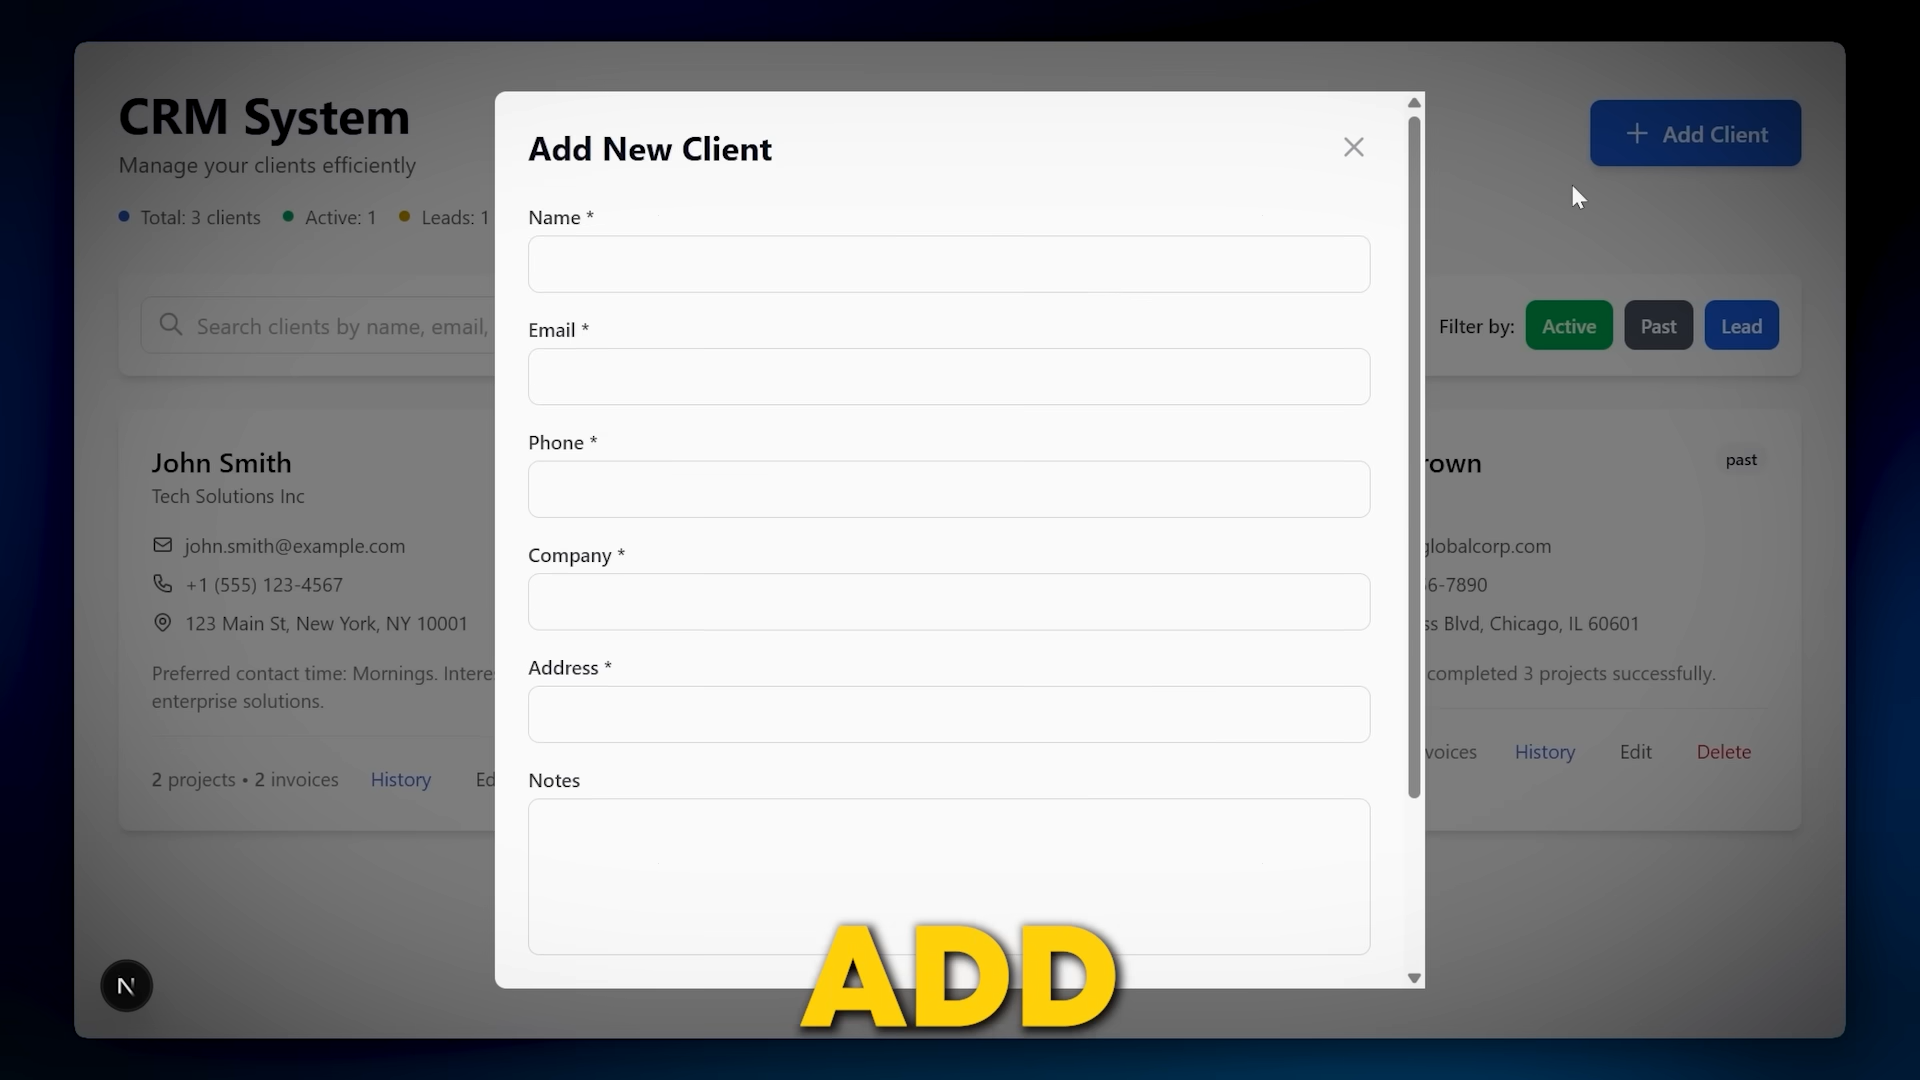 CRM System
Manage your clients efficiently
Total: 3 clients
Active: 1
Leads: 1
+ Add Client
Search clients by name, email,
Filter by:
Active
Past
Lead
John Smith
Tech Solutions Inc
john.smith@example.com
+1 (555) 123-4567
123 Main St, New York, NY 10001
Preferred contact time: Mornings. Intere
enterprise solutions.
2 projects • 2 invoices
History
Ed
Add New Client
Name *
Email *
Phone *
Company *
Address *
Notes
rown
past
globalcorp.com
6-7890
ss Blvd, Chicago, IL 60601
completed 3 projects successfully.
voices
History
Edit
Delete
N
ADD